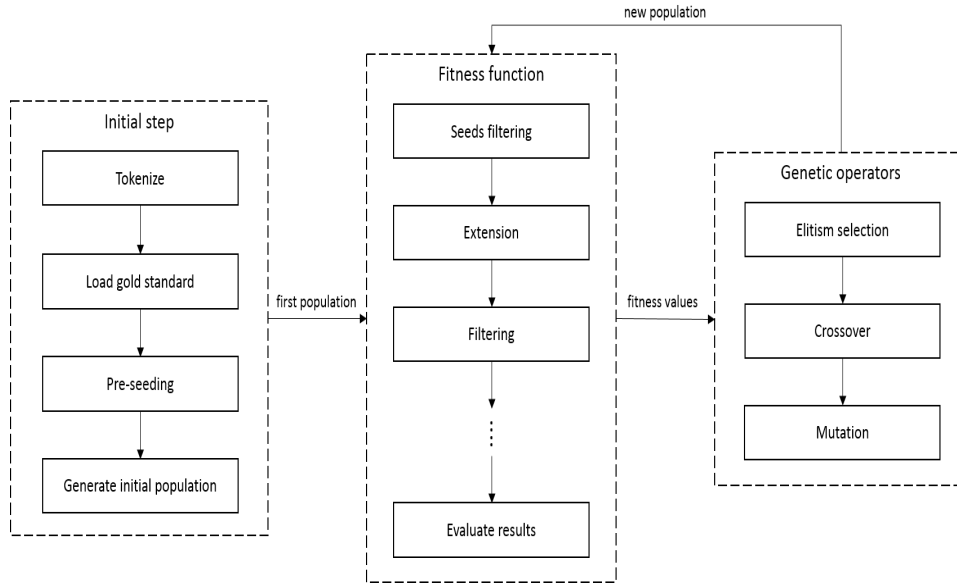 new population
Initial step
Tokenize
Load gold standard
Pre-seeding
Generate initial population
first population
Fitness function
Seeds filtering
Extension
Filtering
Evaluate results
fitness values
Genetic operators
Elitism selection
Crossover
Mutation